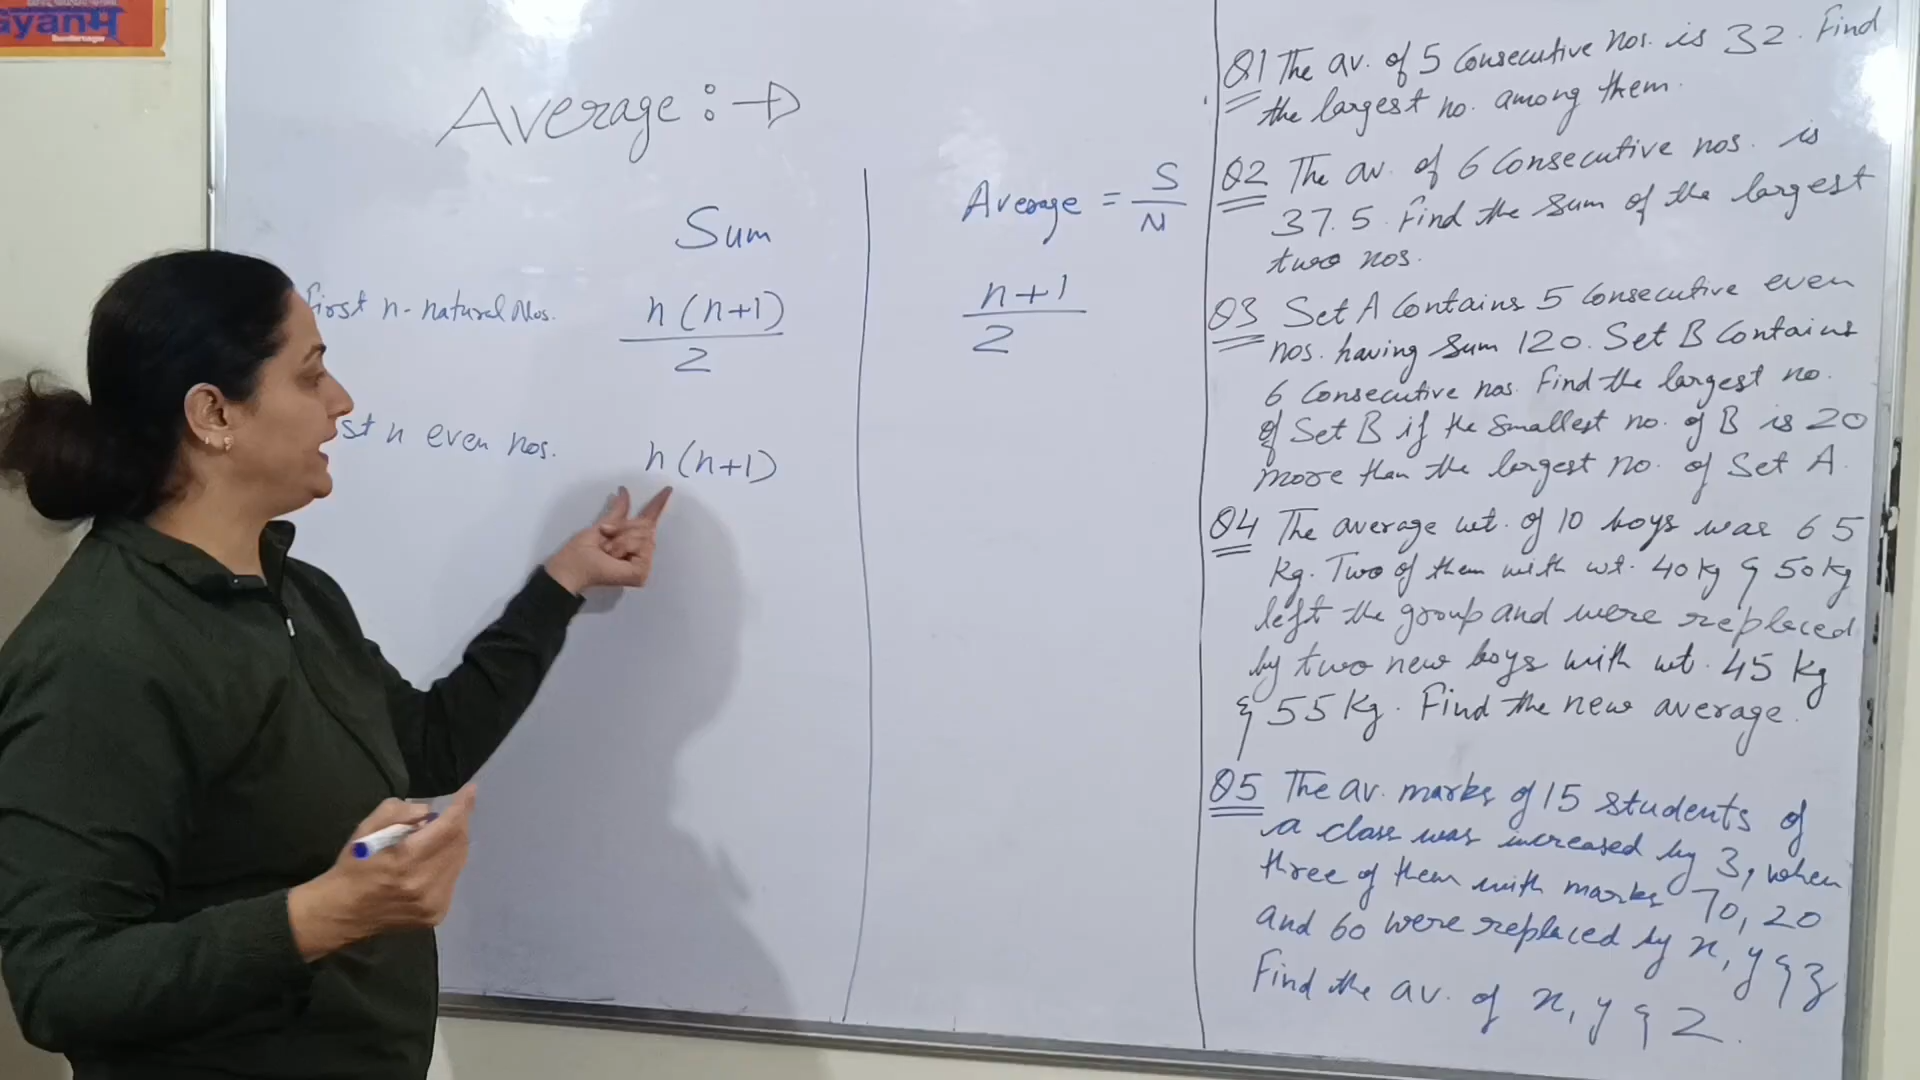 Gyanम
Average :→
Sum
Average = S/N
First n- natural Nos.
n(n+1)/2
n+1/2
st n even nos.
n(n+1)
Q1 The av. of 5 Consecutive nos. is 32. Find
the largest no. among them.
Q2 The av. of 6 Consecutive nos. is
37.5. Find the sum of the largest
two nos.
Q3 Set A Contains 5 Consecutive even
nos. having sum 120. Set B Contains
6 Consecutive nos. Find the largest no.
of Set B if the smallest no. of B is 20
more than the largest no. of Set A.
Q4 The average wt. of 10 boys was 65
kg. Two of them with wt. 40kg & 50kg
left the group and were replaced
by two new boys with wt. 45 kg
& 55 Kg. Find the new average.
Q5 The av. marks of 15 students of
a class was increased by 3, when
three of them with marks 70, 20
and 60 were replaced by x, y & z
Find the av. of x, y & z.